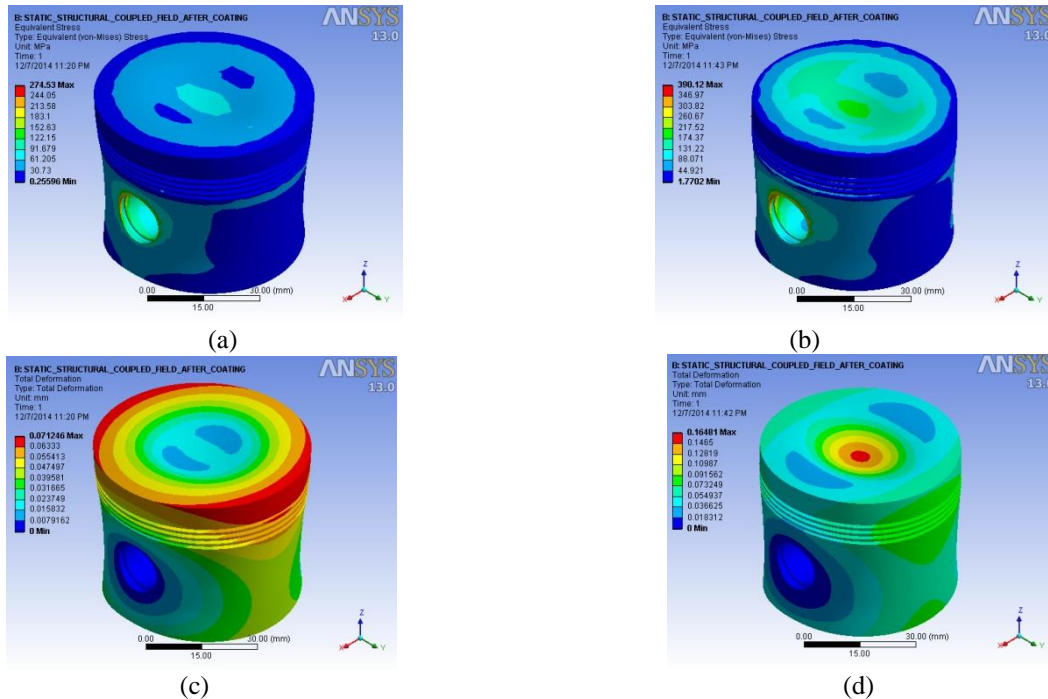 B: STATIC_STRUCTURAL_COUPLED_FIELD_AFTER_COATING
Equivalent Stress
Type: Equivalent (von-Mises) Stress
Unit: MPa
Time: 1
12/7/2014 11:20 PM
274.53 Max
244.05
213.58
183.1
152.63
122.15
91.679
61.205
30.73
0.25596 Min
ANSYS
13.0
Z
X
Y
0.00
30.00 (mm)
15.00
(a)
B: STATIC_STRUCTURAL_COUPLED_FIELD_AFTER_COATING
Equivalent Stress
Type: Equivalent (von-Mises) Stress
Unit: MPa
Time: 1
12/7/2014 11:43 PM
390.12 Max
346.97
303.82
260.67
217.52
174.37
131.22
88.071
44.921
1.7702 Min
ANSYS
13.0
Z
X
Y
0.00
30.00 (mm)
15.00
(b)
B: STATIC_STRUCTURAL_COUPLED_FIELD_AFTER_COATING
Total Deformation
Type: Total Deformation
Unit: mm
Time: 1
12/7/2014 11:20 PM
0.071246 Max
0.06333
0.055413
0.047497
0.039581
0.031665
0.023749
0.015832
0.0079162
0 Min
ANSYS
13.0
Z
X
Y
0.00
30.00 (mm)
15.00
(c)
B: STATIC_STRUCTURAL_COUPLED_FIELD_AFTER_COATING
Total Deformation
Type: Total Deformation
Unit: mm
Time: 1
12/7/2014 11:42 PM
0.16481 Max
0.1465
0.12819
0.10987
0.091562
0.073249
0.054937
0.036625
0.018312
0 Min
ANSYS
13.0
Z
X
Y
0.00
30.00 (mm)
15.00
(d)